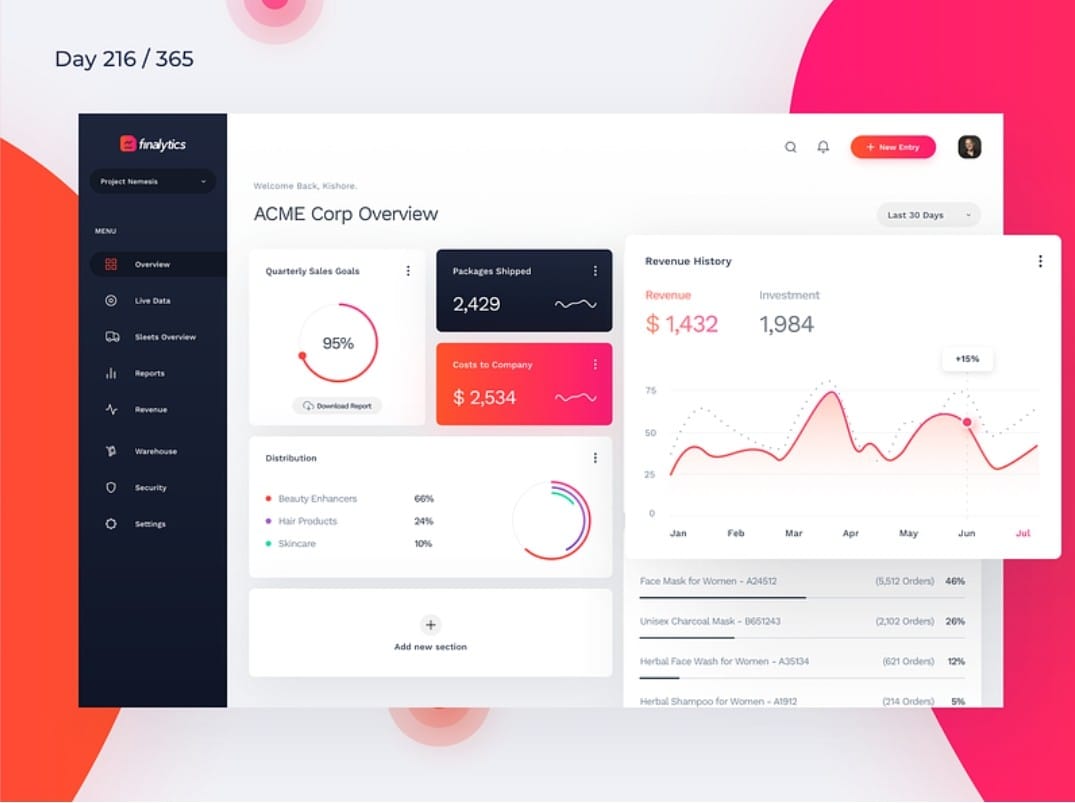 Day 216 / 365
finalytics
Project Nemesis
MENU
Overview
Live Data
Sleets Overview
Reports
Revenue
Warehouse
Security
Settings
+ New Entry
Welcome Back, Kishore.
ACME Corp Overview
Last 30 Days
Quarterly Sales Goals
95%
Download Report
Packages Shipped
2,429
Costs to Company
$ 2,534
Revenue History
Revenue
Investment
$ 1,432
1,984
+15%
75
50
25
0
Jan Feb Mar Apr May Jun Jul
Distribution
Beauty Enhancers 66%
Hair Products 24%
Skincare 10%
+
Add new section
Face Mask for Women - A24512 (5,512 Orders) 46%
Unisex Charcoal Mask - B651243 (2,102 Orders) 26%
Herbal Face Wash for Women - A35134 (621 Orders) 12%
Herbal Shampoo for Women - A1912 (214 Orders) 5%